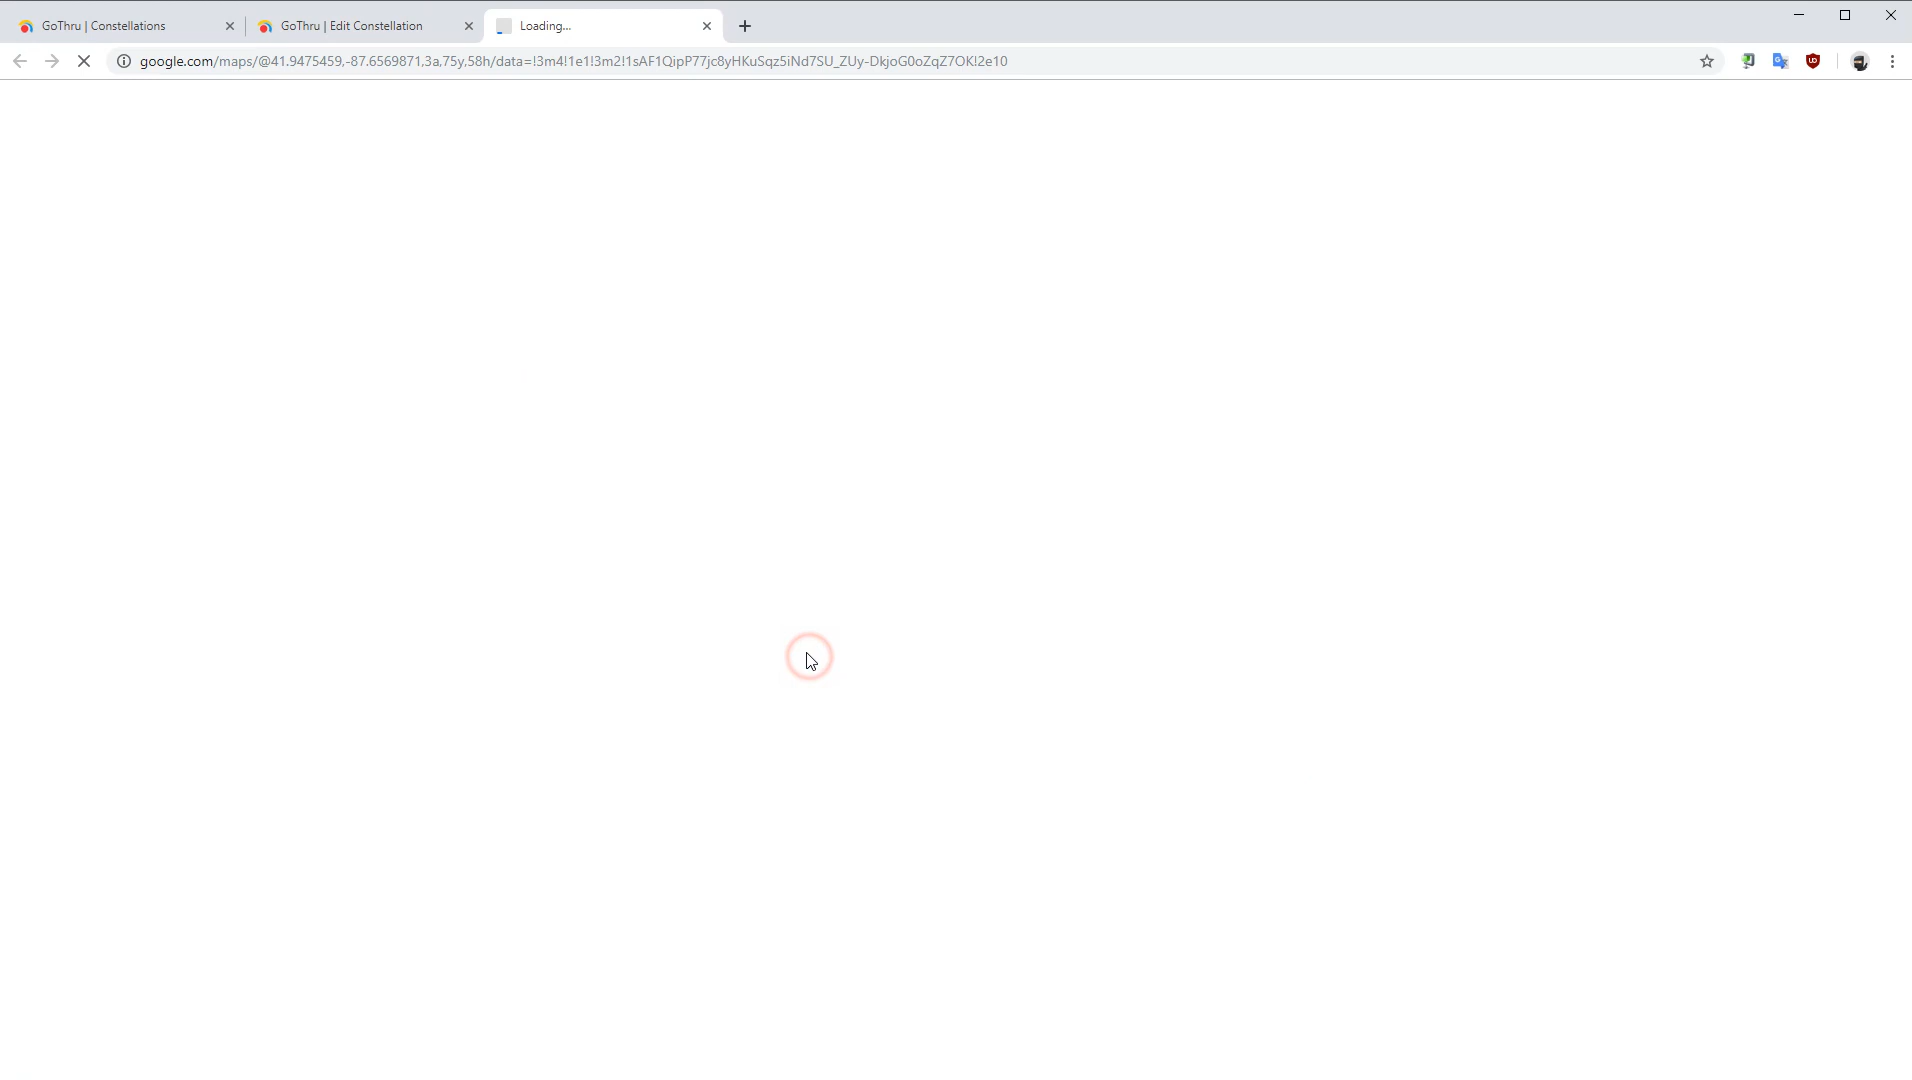 GoThru | Constellations
GoThru | Edit Constellation
Loading...
google.com/maps/@41.9475459,-87.6569871,3a,75y,58h/data=!3m4!1e1!3m2!1sAF1QipP77jc8yHKuSqz5iNd7SU_ZUy-DkjoG0oZqZ7OK!2e10